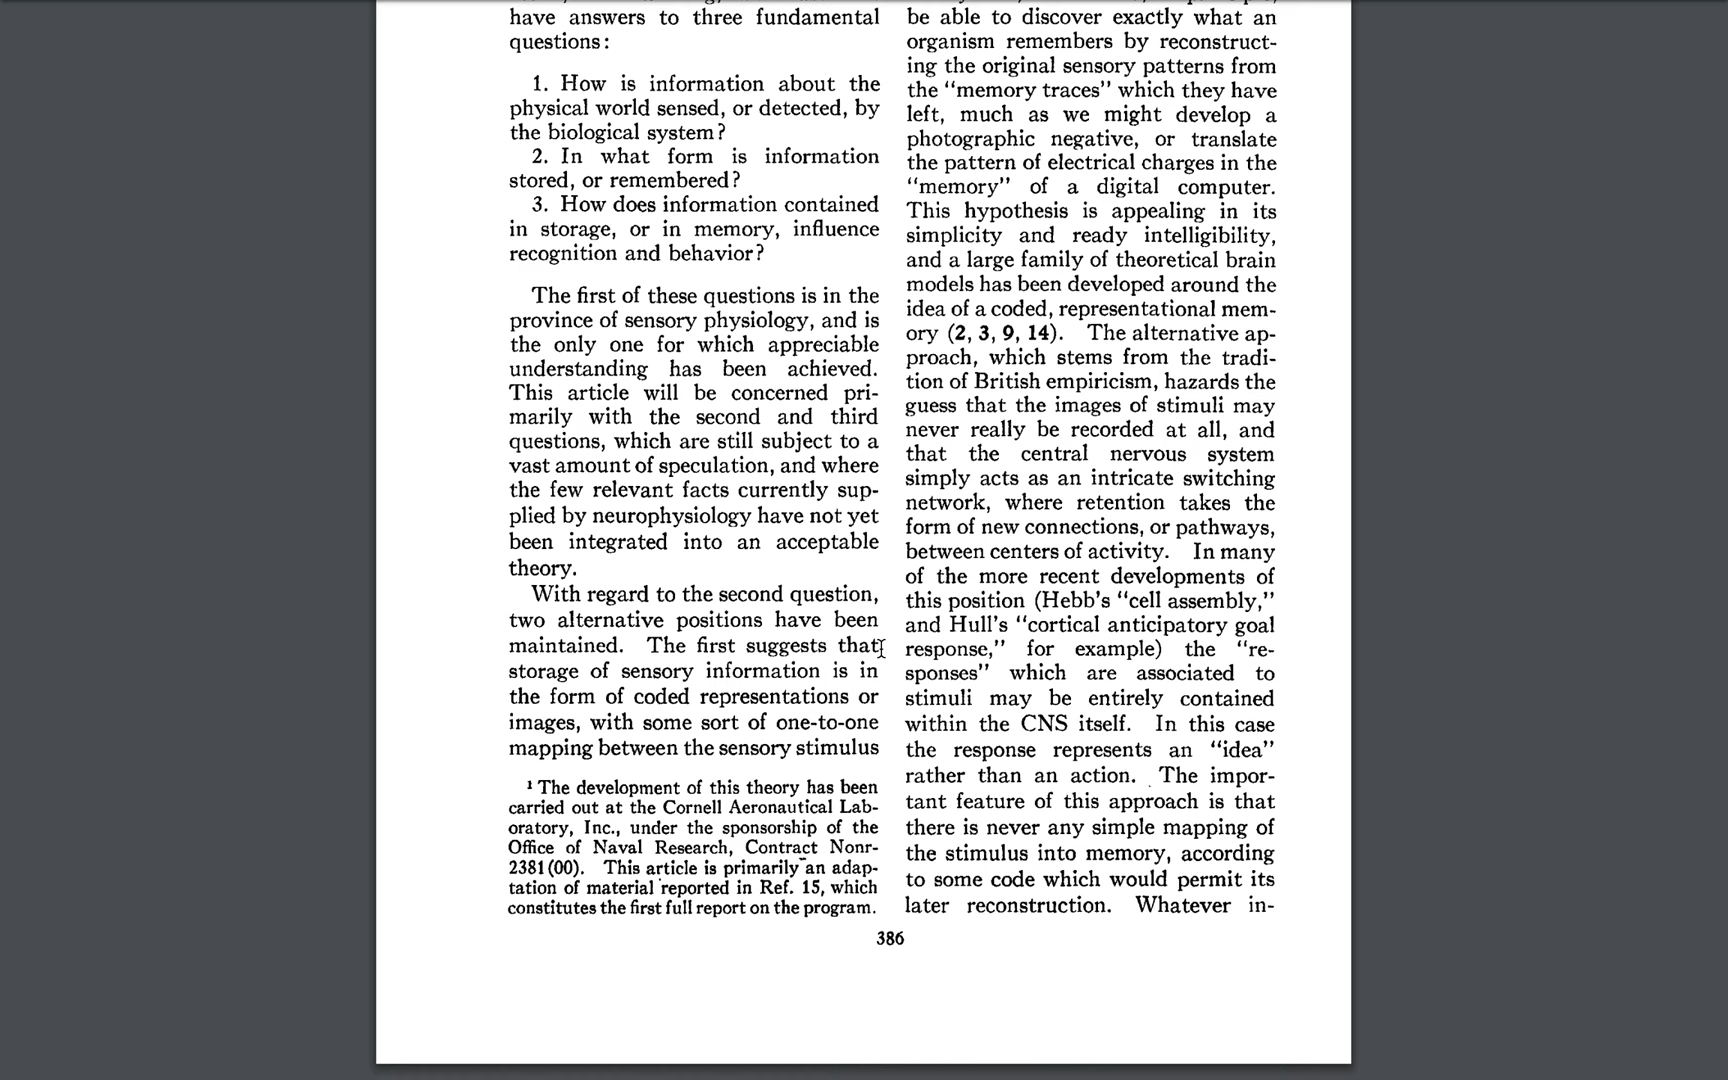 have answers to three fundamental
questions:
1. How is information about the
physical world sensed, or detected, by
the biological system?
2. In what form is information
stored, or remembered?
3. How does information contained
in storage, or in memory, influence
recognition and behavior?
The first of these questions is in the
province of sensory physiology, and is
the only one for which appreciable
understanding has been achieved.
This article will be concerned pri-
marily with the second and third
questions, which are still subject to a
vast amount of speculation, and where
the few relevant facts currently sup-
plied by neurophysiology have not yet
been integrated into an acceptable
theory.
With regard to the second question,
two alternative positions have been
maintained. The first suggests that
storage of sensory information is in
the form of coded representations or
images, with some sort of one-to-one
mapping between the sensory stimulus
¹ The development of this theory has been
carried out at the Cornell Aeronautical Lab-
oratory, Inc., under the sponsorship of the
Office of Naval Research, Contract Nonr-
2381(00). This article is primarily an adap-
tation of material reported in Ref. 15, which
constitutes the first full report on the program.
be able to discover exactly what an
organism remembers by reconstruct-
ing the original sensory patterns from
the "memory traces" which they have
left, much as we might develop a
photographic negative, or translate
the pattern of electrical charges in the
"memory" of a digital computer.
This hypothesis is appealing in its
simplicity and ready intelligibility,
and a large family of theoretical brain
models has been developed around the
idea of a coded, representational mem-
ory (2, 3, 9, 14). The alternative ap-
proach, which stems from the tradi-
tion of British empiricism, hazards the
guess that the images of stimuli may
never really be recorded at all, and
that the central nervous system
simply acts as an intricate switching
network, where retention takes the
form of new connections, or pathways,
between centers of activity. In many
of the more recent developments of
this position (Hebb's "cell assembly,"
and Hull's "cortical anticipatory goal
response," for example) the "re-
sponses" which are associated to
stimuli may be entirely contained
within the CNS itself. In this case
the response represents an "idea"
rather than an action. The impor-
tant feature of this approach is that
there is never any simple mapping of
the stimulus into memory, according
to some code which would permit its
later reconstruction. Whatever in-
386